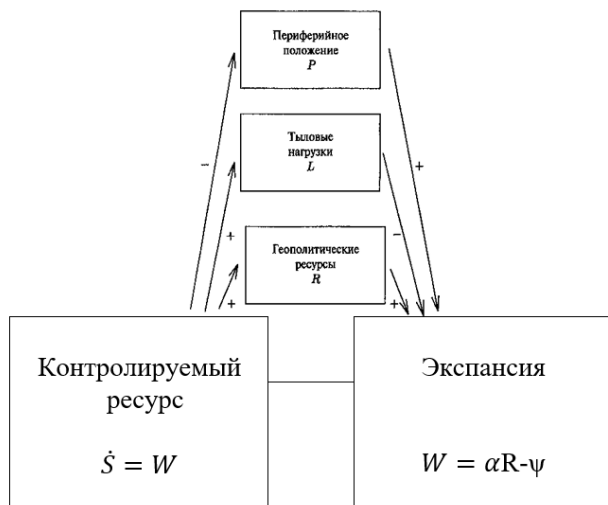 Периферийное
положение
P
Тыловые
нагрузки
L
Геополитические
ресурсы
R
−
+
+
−
+
+
Контролируемый
ресурс
Ṡ = W
Экспансия
W = αR-ψ